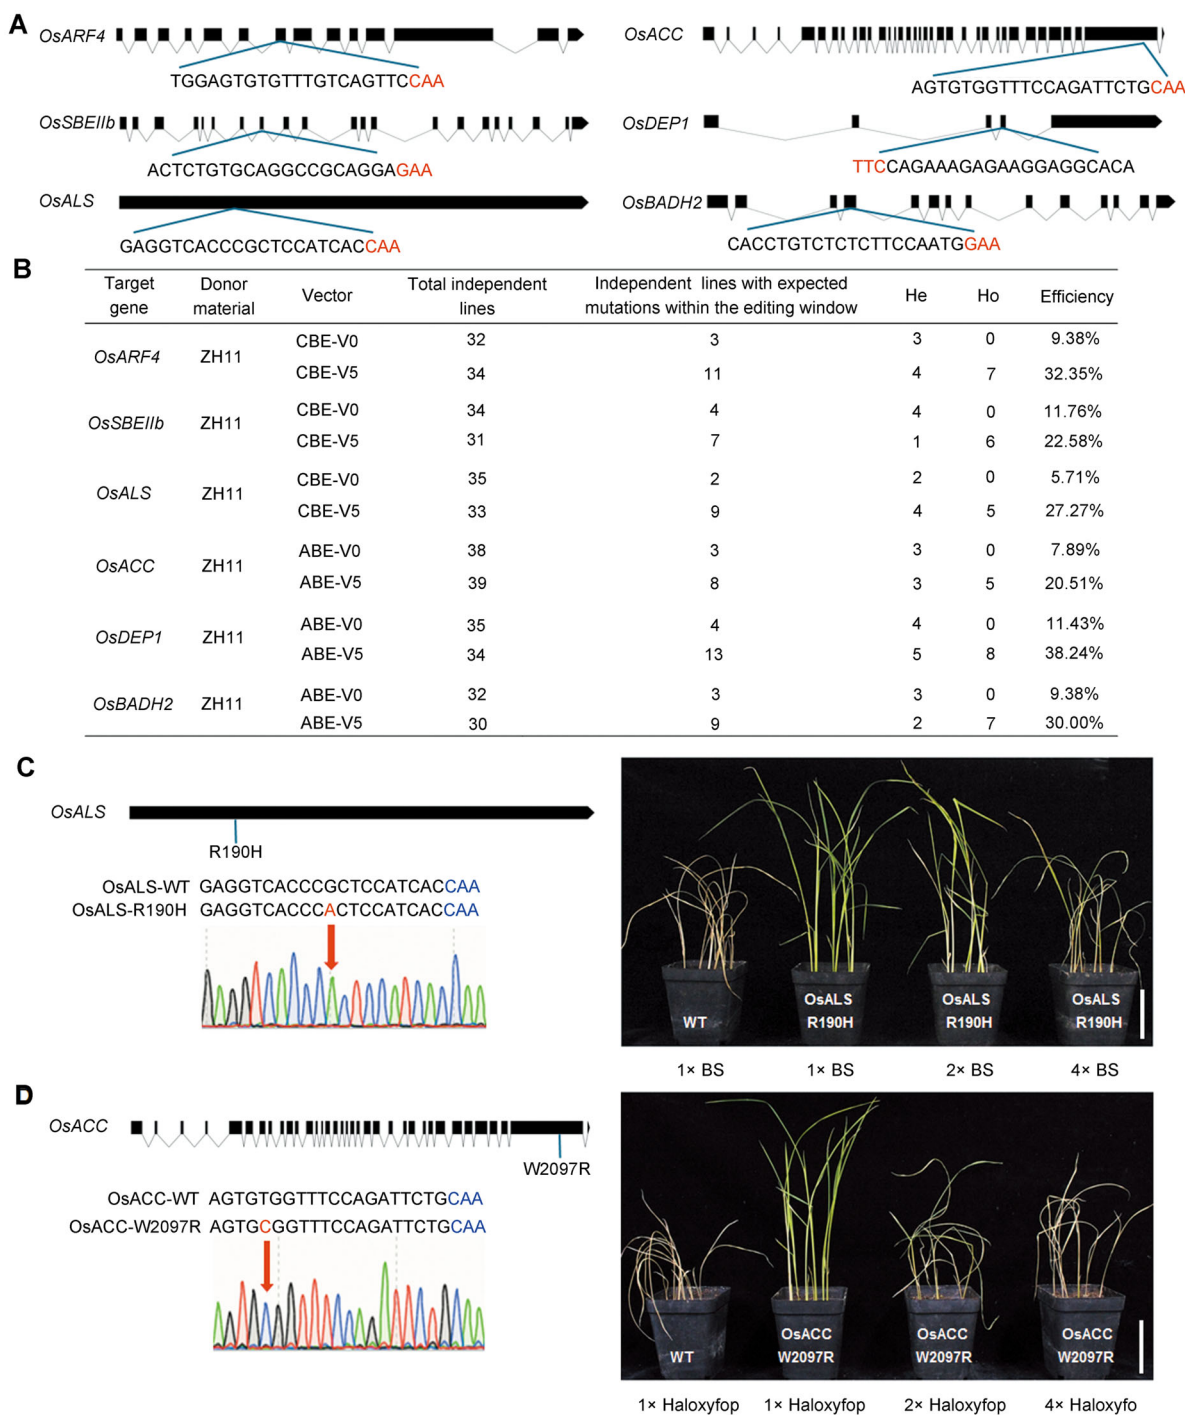 A
OsARF4
TGGAGTGTGTTTGTCAGTTCCAA
OsACC
AGTGTGGTTTCCAGATTCTGCAA
OsSBEIIb
ACTCTGTGCAGGCCGCAGGAGAA
OsDEP1
TTCCAGAAAGAGAAGGAGGCACA
OsALS
GAGGTCACCCGCTCCATCACCAA
OsBADH2
CACCTGTCTCTCTTCCAATGGAA
B
Target gene Donor material Vector Total independent lines Independent lines with expected mutations within the editing window He Ho Efficiency
OsARF4 ZH11 CBE-V0 32 3 3 0 9.38%
CBE-V5 34 11 4 7 32.35%
OsSBEIIb ZH11 CBE-V0 34 4 4 0 11.76%
CBE-V5 31 7 1 6 22.58%
OsALS ZH11 CBE-V0 35 2 2 0 5.71%
CBE-V5 33 9 4 5 27.27%
OsACC ZH11 ABE-V0 38 3 3 0 7.89%
ABE-V5 39 8 3 5 20.51%
OsDEP1 ZH11 ABE-V0 35 4 4 0 11.43%
ABE-V5 34 13 5 8 38.24%
OsBADH2 ZH11 ABE-V0 32 3 3 0 9.38%
ABE-V5 30 9 2 7 30.00%
C
OsALS
R190H
OsALS-WT GAGGTCACCCGCTCCATCACCAA
OsALS-R190H GAGGTCACCCACTCCATCACCAA
WT
OsALS
R190H
OsALS
R190H
OsALS
R190H
1× BS 1× BS 2× BS 4× BS
D
OsACC
W2097R
OsACC-WT AGTGTGGTTTCCAGATTCTGCAA
OsACC-W2097R AGTGCGGTTTCCAGATTCTGCAA
WT
OsACC
W2097R
OsACC
W2097R
OsACC
W2097R
1× Haloxyfop 1× Haloxyfop 2× Haloxyfop 4× Haloxyfo